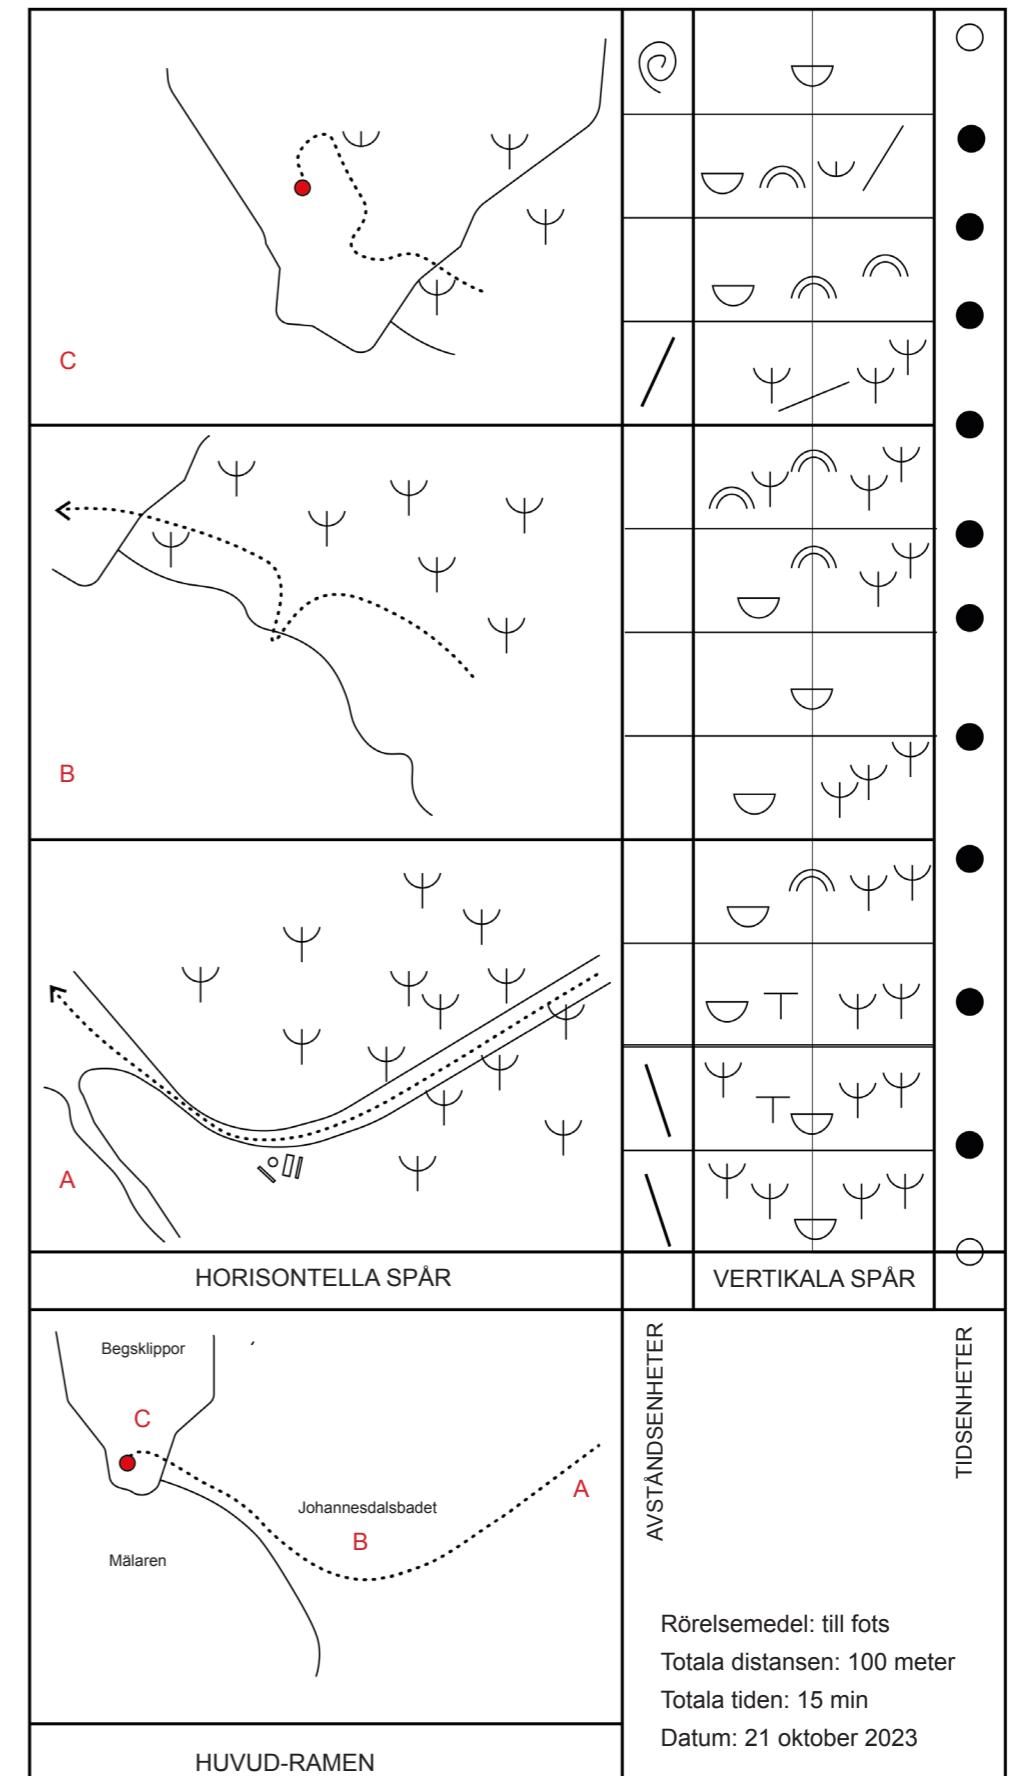 C
B
A
HORISONTELLA SPÅR
VERTIKALA SPÅR
Begsklippor
C
Johannesdalsbadet
A
B
Mälaren
AVSTÅNDSENHETER
TIDSENHETER
Rörelsemedel: till fots
Totala distansen: 100 meter
Totala tiden: 15 min
Datum: 21 oktober 2023
HUVUD-RAMEN